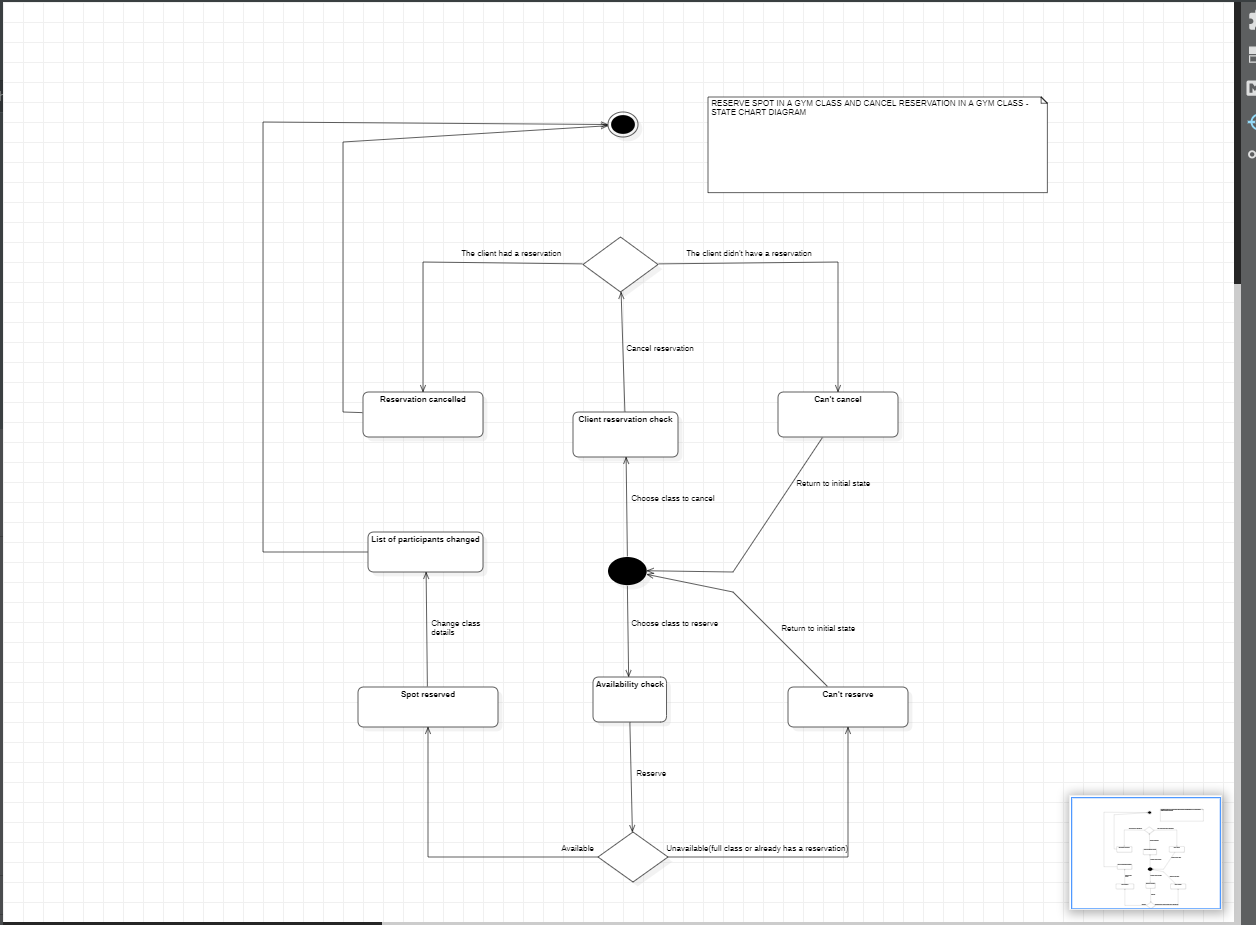 RESERVE SPOT IN A GYM CLASS AND CANCEL RESERVATION IN A GYM CLASS -
STATE CHART DIAGRAM
The client had a reservation
The client didn't have a reservation
Cancel reservation
Reservation cancelled
Client reservation check
Can't cancel
Return to initial state
Choose class to cancel
List of participants changed
Choose class to reserve
Change class
details
Return to initial state
Availability check
Spot reserved
Can't reserve
Reserve
Available
Unavailable(full class or already has a reservation)